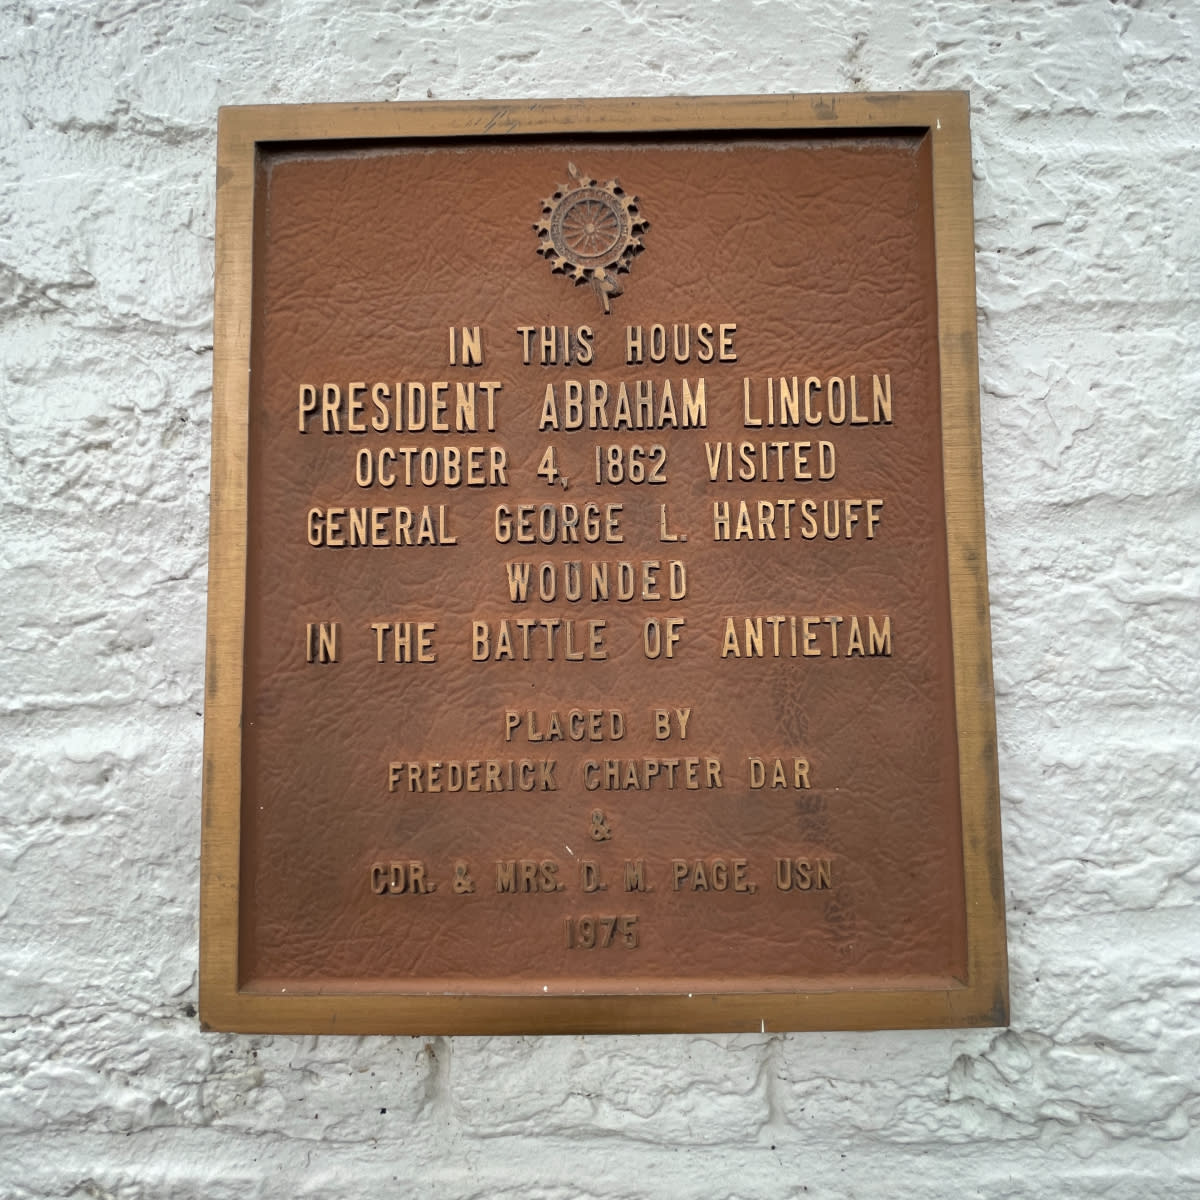 IN THIS HOUSE
PRESIDENT ABRAHAM LINCOLN
OCTOBER 4, 1862 VISITED
GENERAL GEORGE L. HARTSUFF
WOUNDED
IN THE BATTLE OF ANTIETAM
PLACED BY
FREDERICK CHAPTER DAR
&
CDR. & MRS. D. M. PAGE, USN
1975